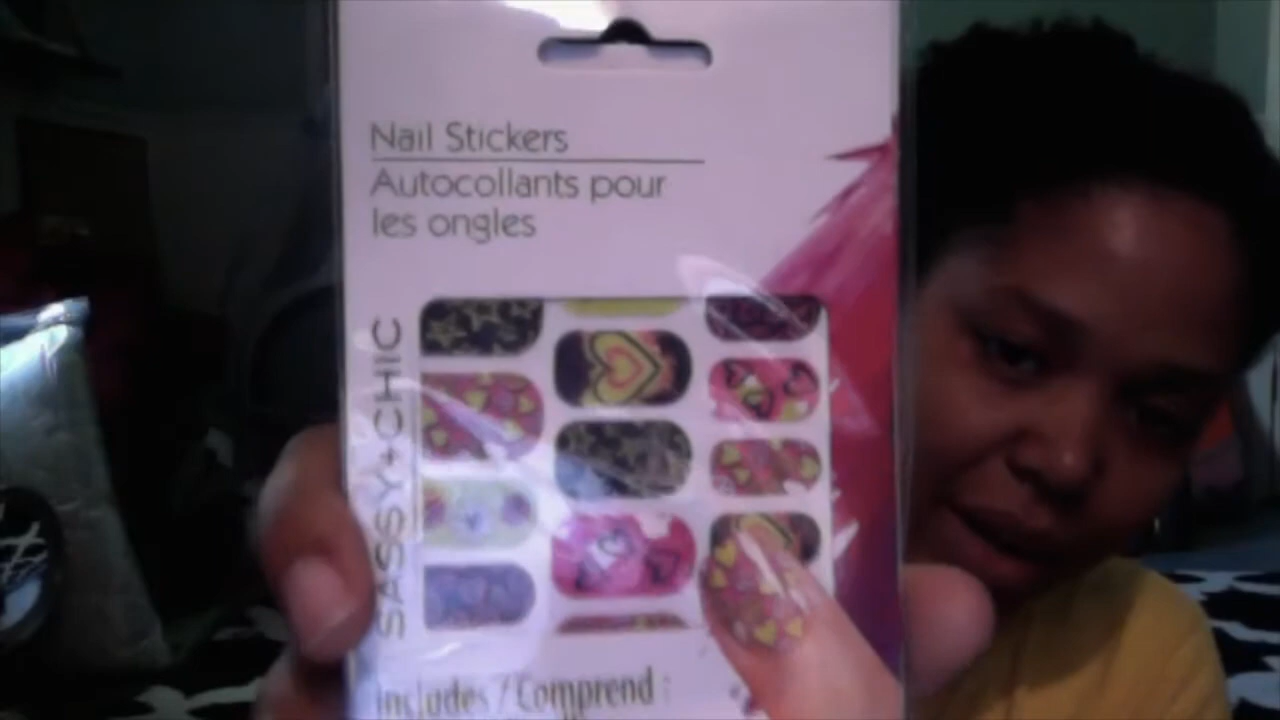 Nail Stickers
Autocollants pour
les ongles
SASSY+CHIC
includes / Comprend :